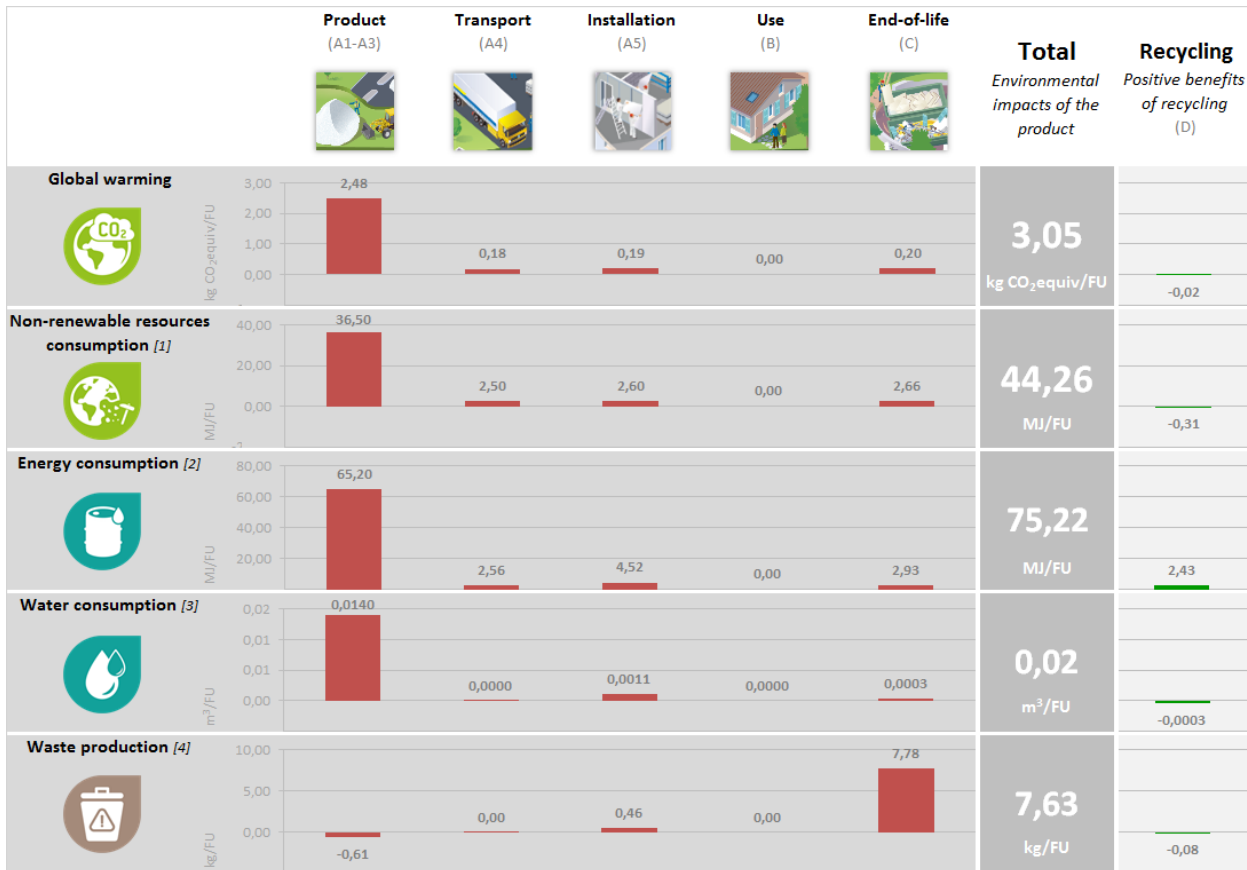 Product
(A1-A3)
Transport
(A4)
Installation
(A5)
Use
(B)
End-of-life
(C)
Total
Environmental
impacts of the
product
Recycling
Positive benefits
of recycling
(D)
Global warming
CO₂
kg CO₂equiv/FU
3,00
2,00
1,00
0,00
2,48
0,18
0,19
0,00
0,20
3,05
kg CO₂equiv/FU
-0,02
Non-renewable resources
consumption [1]
MJ/FU
40,00
20,00
0,00
36,50
2,50
2,60
0,00
2,66
44,26
MJ/FU
-0,31
Energy consumption [2]
MJ/FU
80,00
60,00
40,00
20,00
65,20
2,56
4,52
0,00
2,93
75,22
MJ/FU
2,43
Water consumption [3]
m³/FU
0,02
0,01
0,01
0,00
0,0140
0,0000
0,0011
0,0000
0,0003
0,02
m³/FU
-0,0003
Waste production [4]
kg/FU
10,00
5,00
0,00
-0,61
0,00
0,46
0,00
7,78
7,63
kg/FU
-0,08